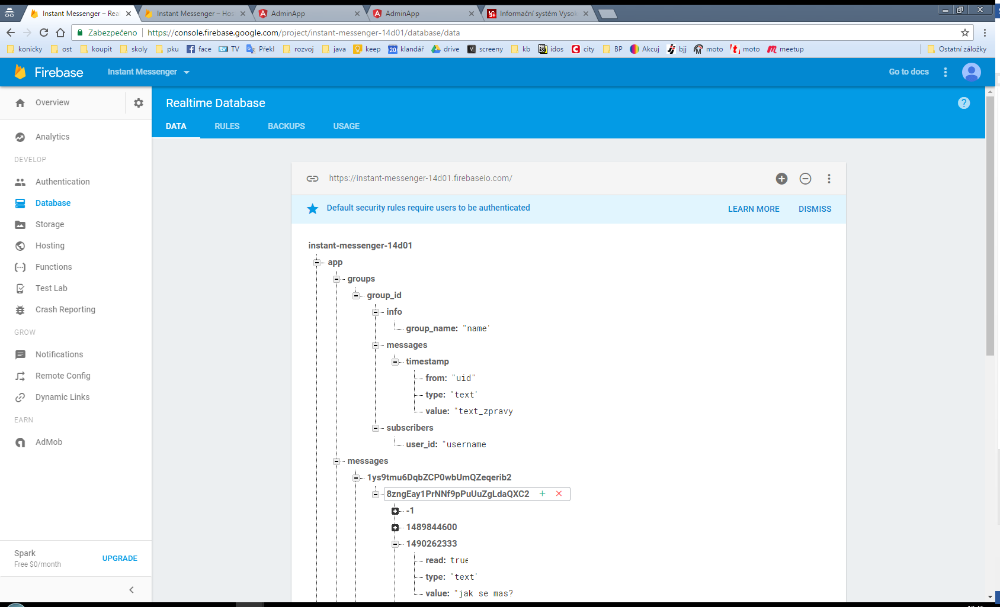 Instant Messenger – Rea
Instant Messenger – Hos
AdminApp
AdminApp
Informační systém Vysok
Zabezpečeno
https://console.firebase.google.com/project/instant-messenger-14d01/database/data
konicky
ost
koupit
skoly
pku
face
TV
Překl
rozvoj
java
keep
20
klandář
drive
screeny
kb
idos
city
BP
Akcuj
bjj
moto
moto
meetup
Ostatní záložky
Firebase
Instant Messenger
Go to docs
Overview
Realtime Database
DATA
RULES
BACKUPS
USAGE
Analytics
DEVELOP
Authentication
Database
Storage
Hosting
Functions
Test Lab
Crash Reporting
GROW
Notifications
Remote Config
Dynamic Links
EARN
AdMob
Spark
Free $0/month
UPGRADE
https://instant-messenger-14d01.firebaseio.com/
Default security rules require users to be authenticated
LEARN MORE
DISMISS
instant-messenger-14d01
app
groups
group_id
info
group_name: "name"
messages
timestamp
from: "uid"
type: "text"
value: "text_zpravy
subscribers
user_id: "username
messages
1ys9tmu6DqbZCP0wbUmQZeqerib2
8zngEay1PrNNf9pPuUuZgLdaQXC2
-1
1489844600
1490262333
read: true
type: "text"
value: "jak se mas?